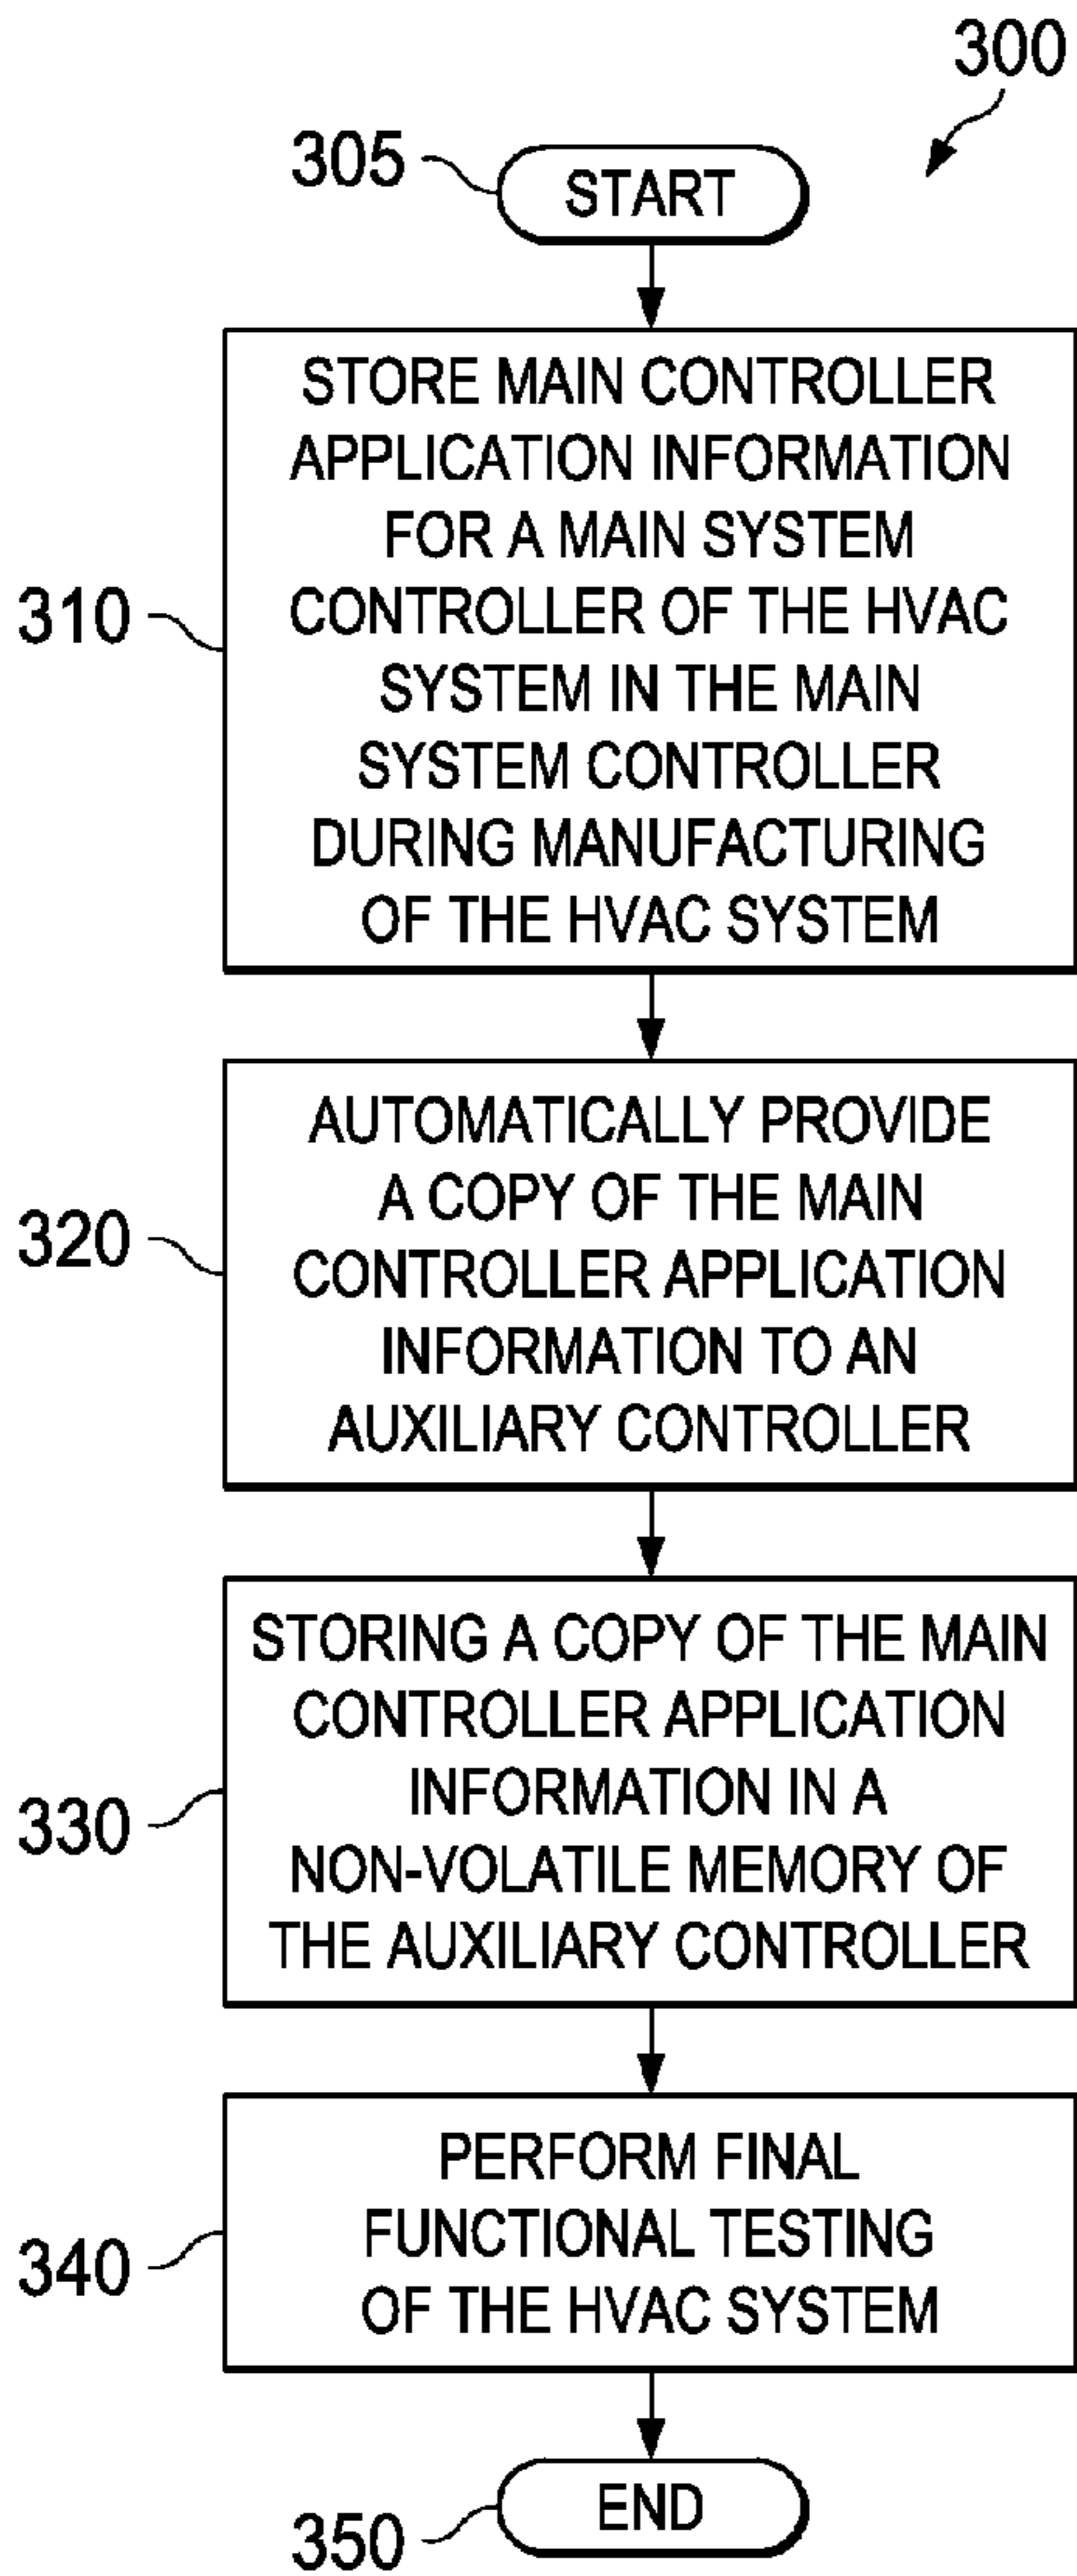 300
305
START
310
STORE MAIN CONTROLLER
APPLICATION INFORMATION
FOR A MAIN SYSTEM
CONTROLLER OF THE HVAC
SYSTEM IN THE MAIN
SYSTEM CONTROLLER
DURING MANUFACTURING
OF THE HVAC SYSTEM
320
AUTOMATICALLY PROVIDE
A COPY OF THE MAIN
CONTROLLER APPLICATION
INFORMATION TO AN
AUXILIARY CONTROLLER
330
STORING A COPY OF THE MAIN
CONTROLLER APPLICATION
INFORMATION IN A
NON-VOLATILE MEMORY OF
THE AUXILIARY CONTROLLER
340
PERFORM FINAL
FUNCTIONAL TESTING
OF THE HVAC SYSTEM
350
END